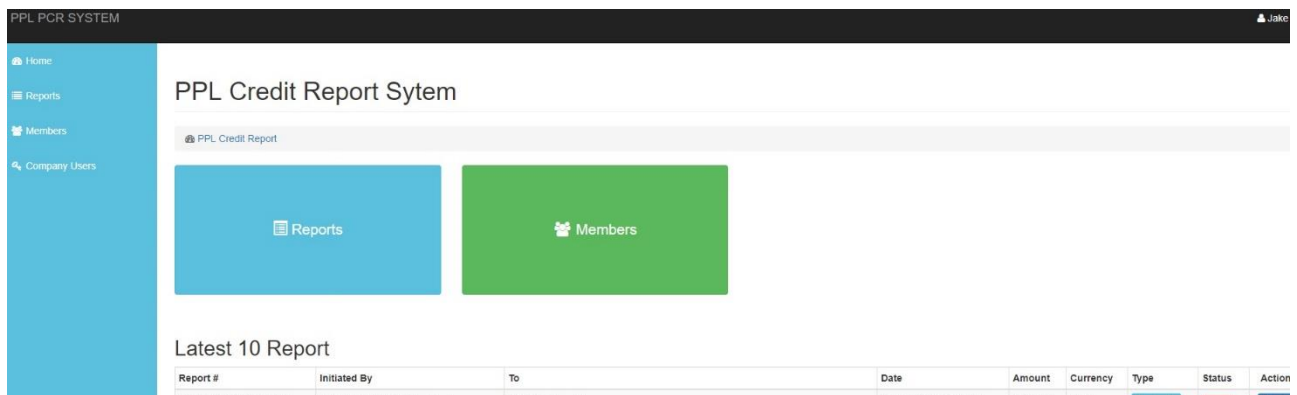 PPL PCR SYSTEM
Jake
Home
Reports
Members
Company Users
PPL Credit Report Sytem
PPL Credit Report
Reports
Members
Latest 10 Report
Report # Initiated By To Date Amount Currency Type Status Action